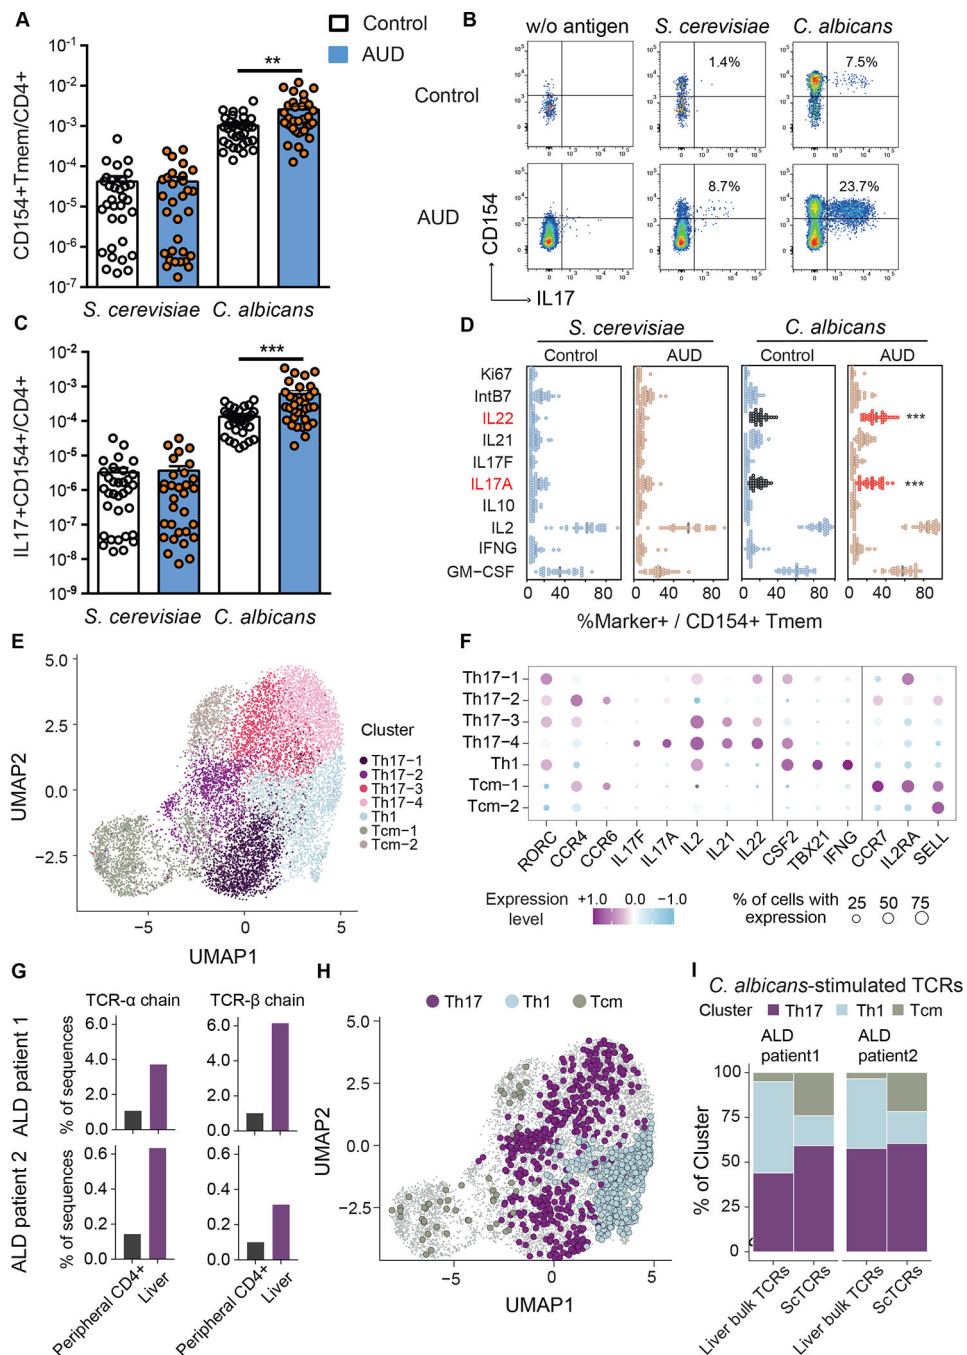 A
Control
AUD
CD154+Tmem/CD4+
10-1
10-2
10-3
10-4
10-5
10-6
10-7
**
S. cerevisiae C. albicans
B
w/o antigen S. cerevisiae C. albicans
Control
1.4%
7.5%
AUD
8.7%
23.7%
CD154
IL17
C
IL17+CD154+/CD4+
10-2
10-4
10-5
10-6
10-7
10-8
10-9
***
S. cerevisiae C. albicans
D
S. cerevisiae C. albicans
Control AUD Control AUD
Ki67
IntB7
IL22 ***
IL21
IL17F
IL17A ***
IL10
IL2
IFNG
GM-CSF
0 40 80 0 40 80 0 40 80 0 40 80
%Marker+ / CD154+ Tmem
E
UMAP2
5.0
2.5
0.0
−2.5
−5 0 5
UMAP1
Cluster
Th17−1
Th17−2
Th17−3
Th17−4
Th1
Tcm−1
Tcm−2
F
Th17−1
Th17−2
Th17−3
Th17−4
Th1
Tcm−1
Tcm−2
RORC CCR4 CCR6 IL17F IL17A IL2 IL21 IL22 CSF2 TBX21 IFNG CCR7 IL2RA SELL
Expression level
+1.0 0.0 −1.0
% of cells with expression
25 50 75
G
TCR-α chain TCR-β chain
ALD patient 1
% of sequences
6.0
4.0
2.0
0.0
6.0
4.0
2.0
0.0
ALD patient 2
% of sequences
0.6
0.4
0.2
0.0
0.6
0.4
0.2
0.0
Peripheral CD4+ Liver Peripheral CD4+ Liver
H
Th17 Th1 Tcm
UMAP2
5.0
2.5
0.0
−2.5
−5 0 5
UMAP1
I
C. albicans-stimulated TCRs
Cluster Th17 Th1 Tcm
ALD patient1
ALD patient2
% of Cluster
100
75
50
25
0
Liver bulk TCRs ScTCRs Liver bulk TCRs ScTCRs